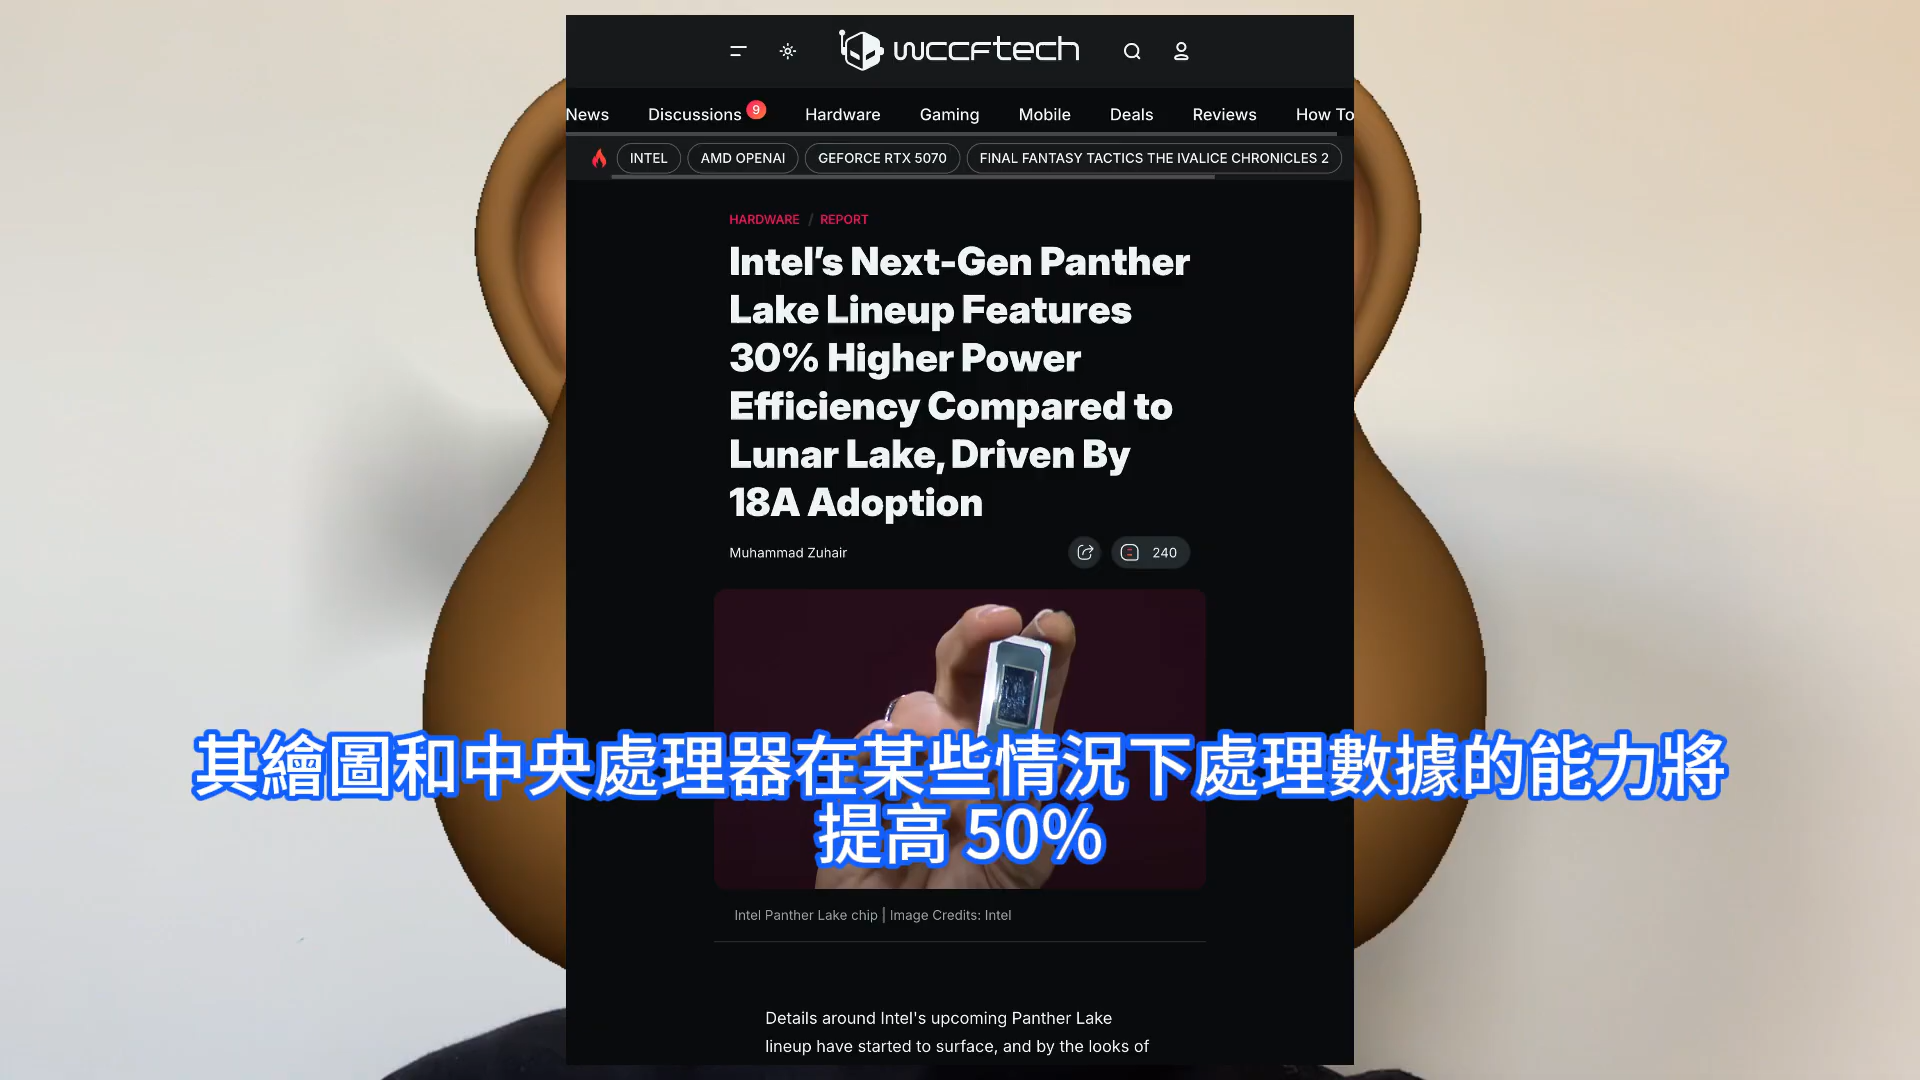 wccftech
News
Discussions 9
Hardware
Gaming
Mobile
Deals
Reviews
How To
INTEL
AMD OPENAI
GEFORCE RTX 5070
FINAL FANTASY TACTICS THE IVALICE CHRONICLES 2
HARDWARE / REPORT
Intel’s Next-Gen Panther
Lake Lineup Features
30% Higher Power
Efficiency Compared to
Lunar Lake, Driven By
18A Adoption
Muhammad Zuhair
240
其繪圖和中央處理器在某些情況下處理數據的能力將
提高 50%
Intel Panther Lake chip | Image Credits: Intel
Details around Intel's upcoming Panther Lake
lineup have started to surface, and by the looks of